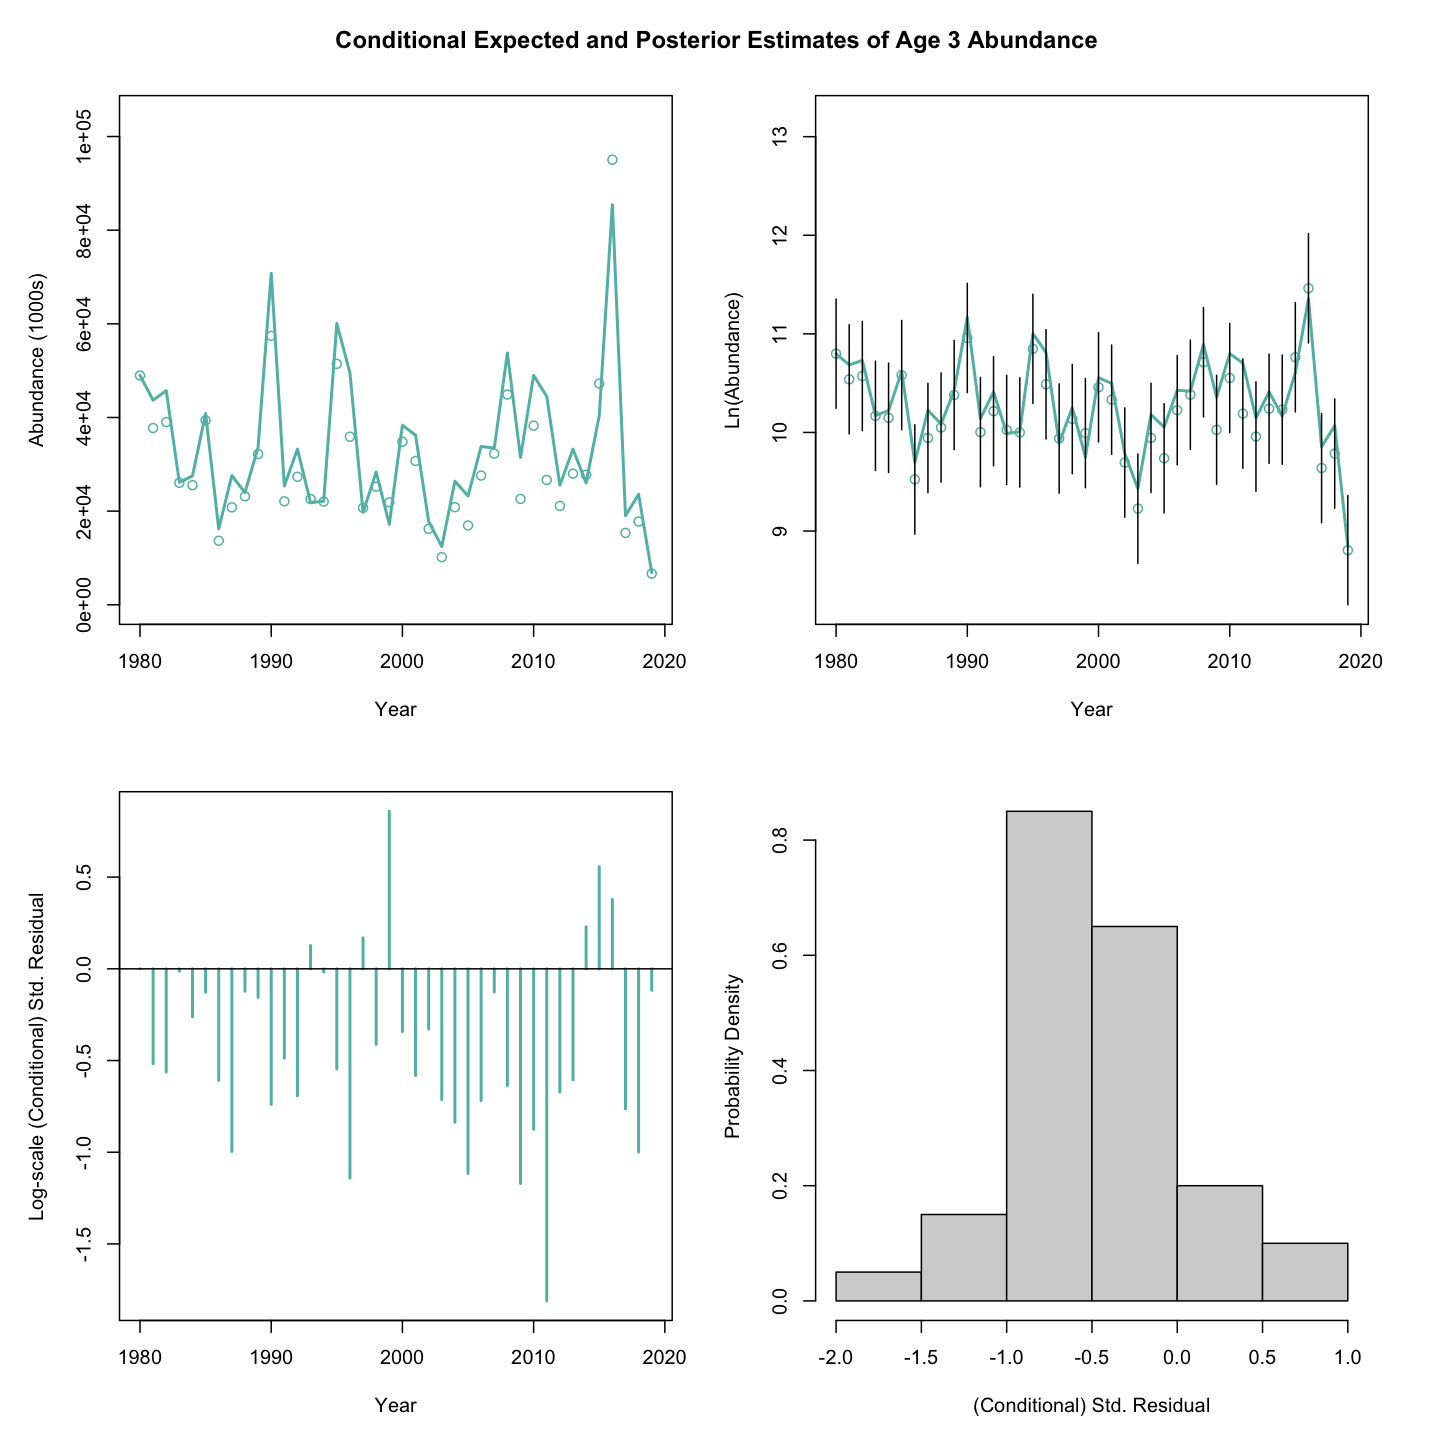 Conditional Expected and Posterior Estimates of Age 3 Abundance
Abundance (1000s)
1e+05
8e+04
6e+04
4e+04
2e+04
0e+00
1980 1990 2000 2010 2020
Year
Ln(Abundance)
13
12
11
10
9
1980 1990 2000 2010 2020
Year
Log-scale (Conditional) Std. Residual
0.5
0.0
-0.5
-1.0
-1.5
1980 1990 2000 2010 2020
Year
Probability Density
0.8
0.6
0.4
0.2
0.0
-2.0 -1.5 -1.0 -0.5 0.0 0.5 1.0
(Conditional) Std. Residual